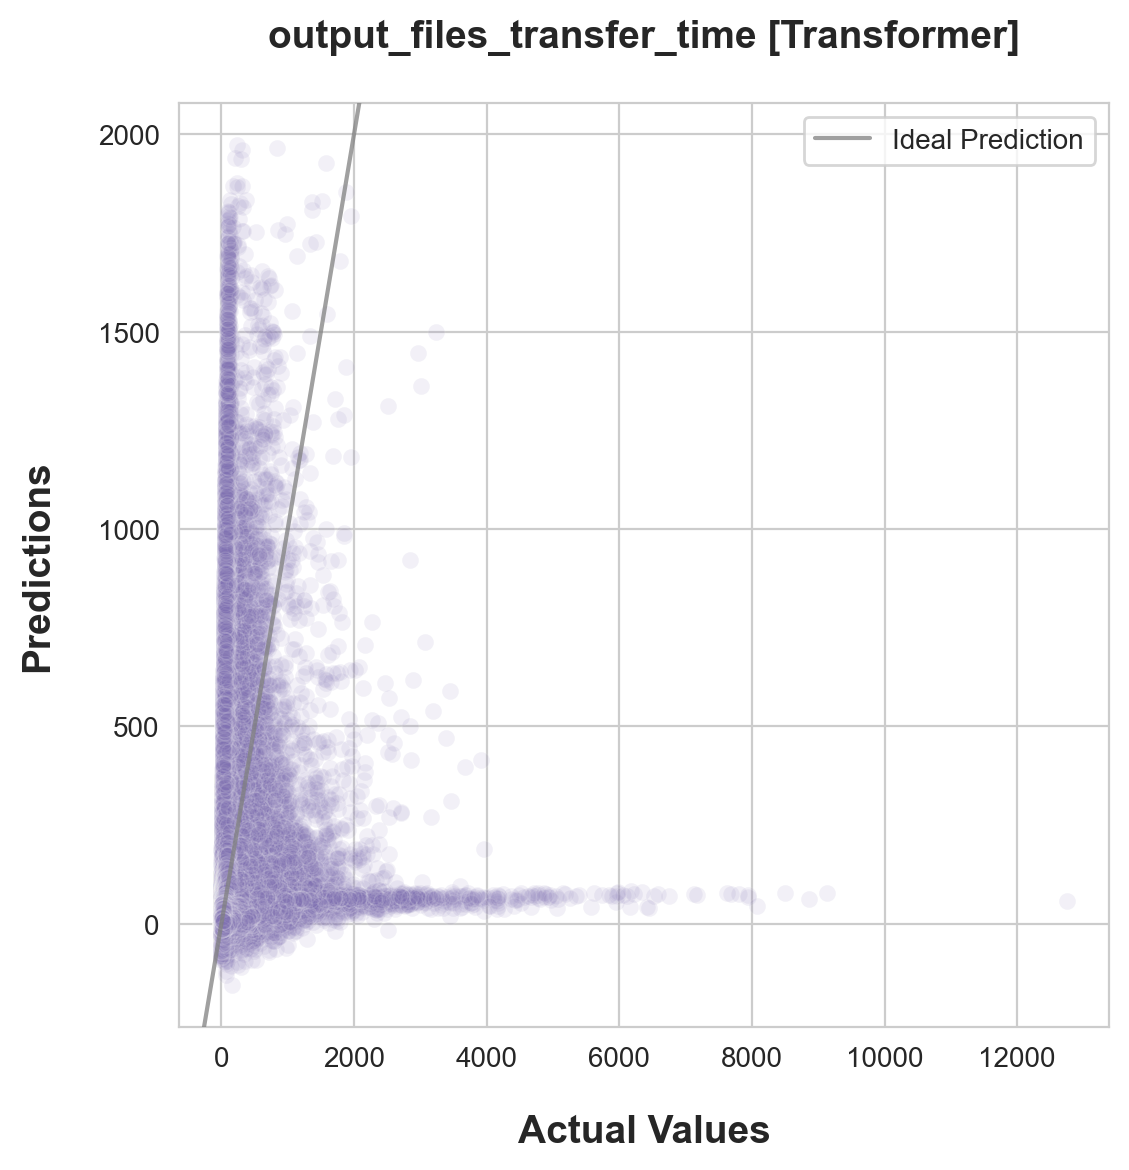 output_files_transfer_time [Transformer]
Ideal Prediction
2000
1500
1000
500
0
Predictions
0 2000 4000 6000 8000 10000 12000
Actual Values